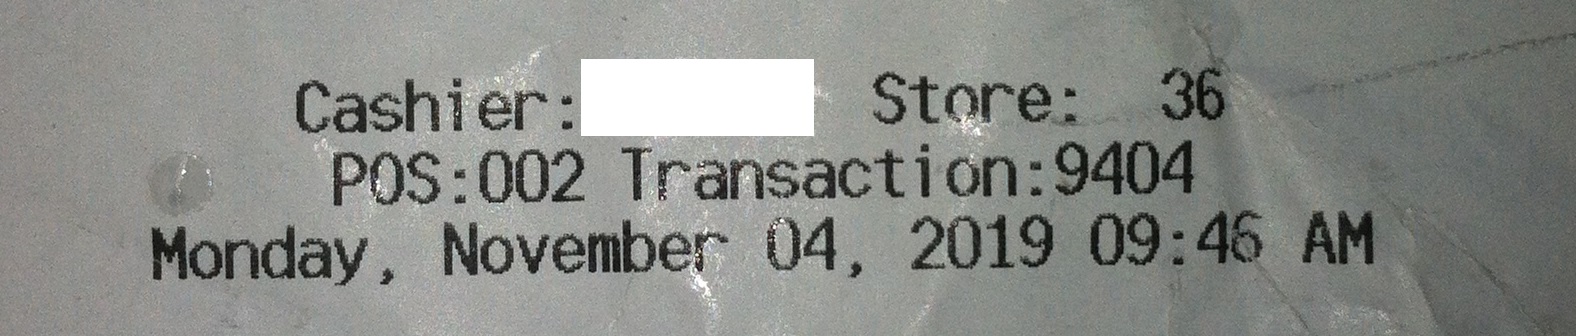 Cashier: Store: 36
POS:002 Transaction:9404
Monday, November 04, 2019 09:46 AM